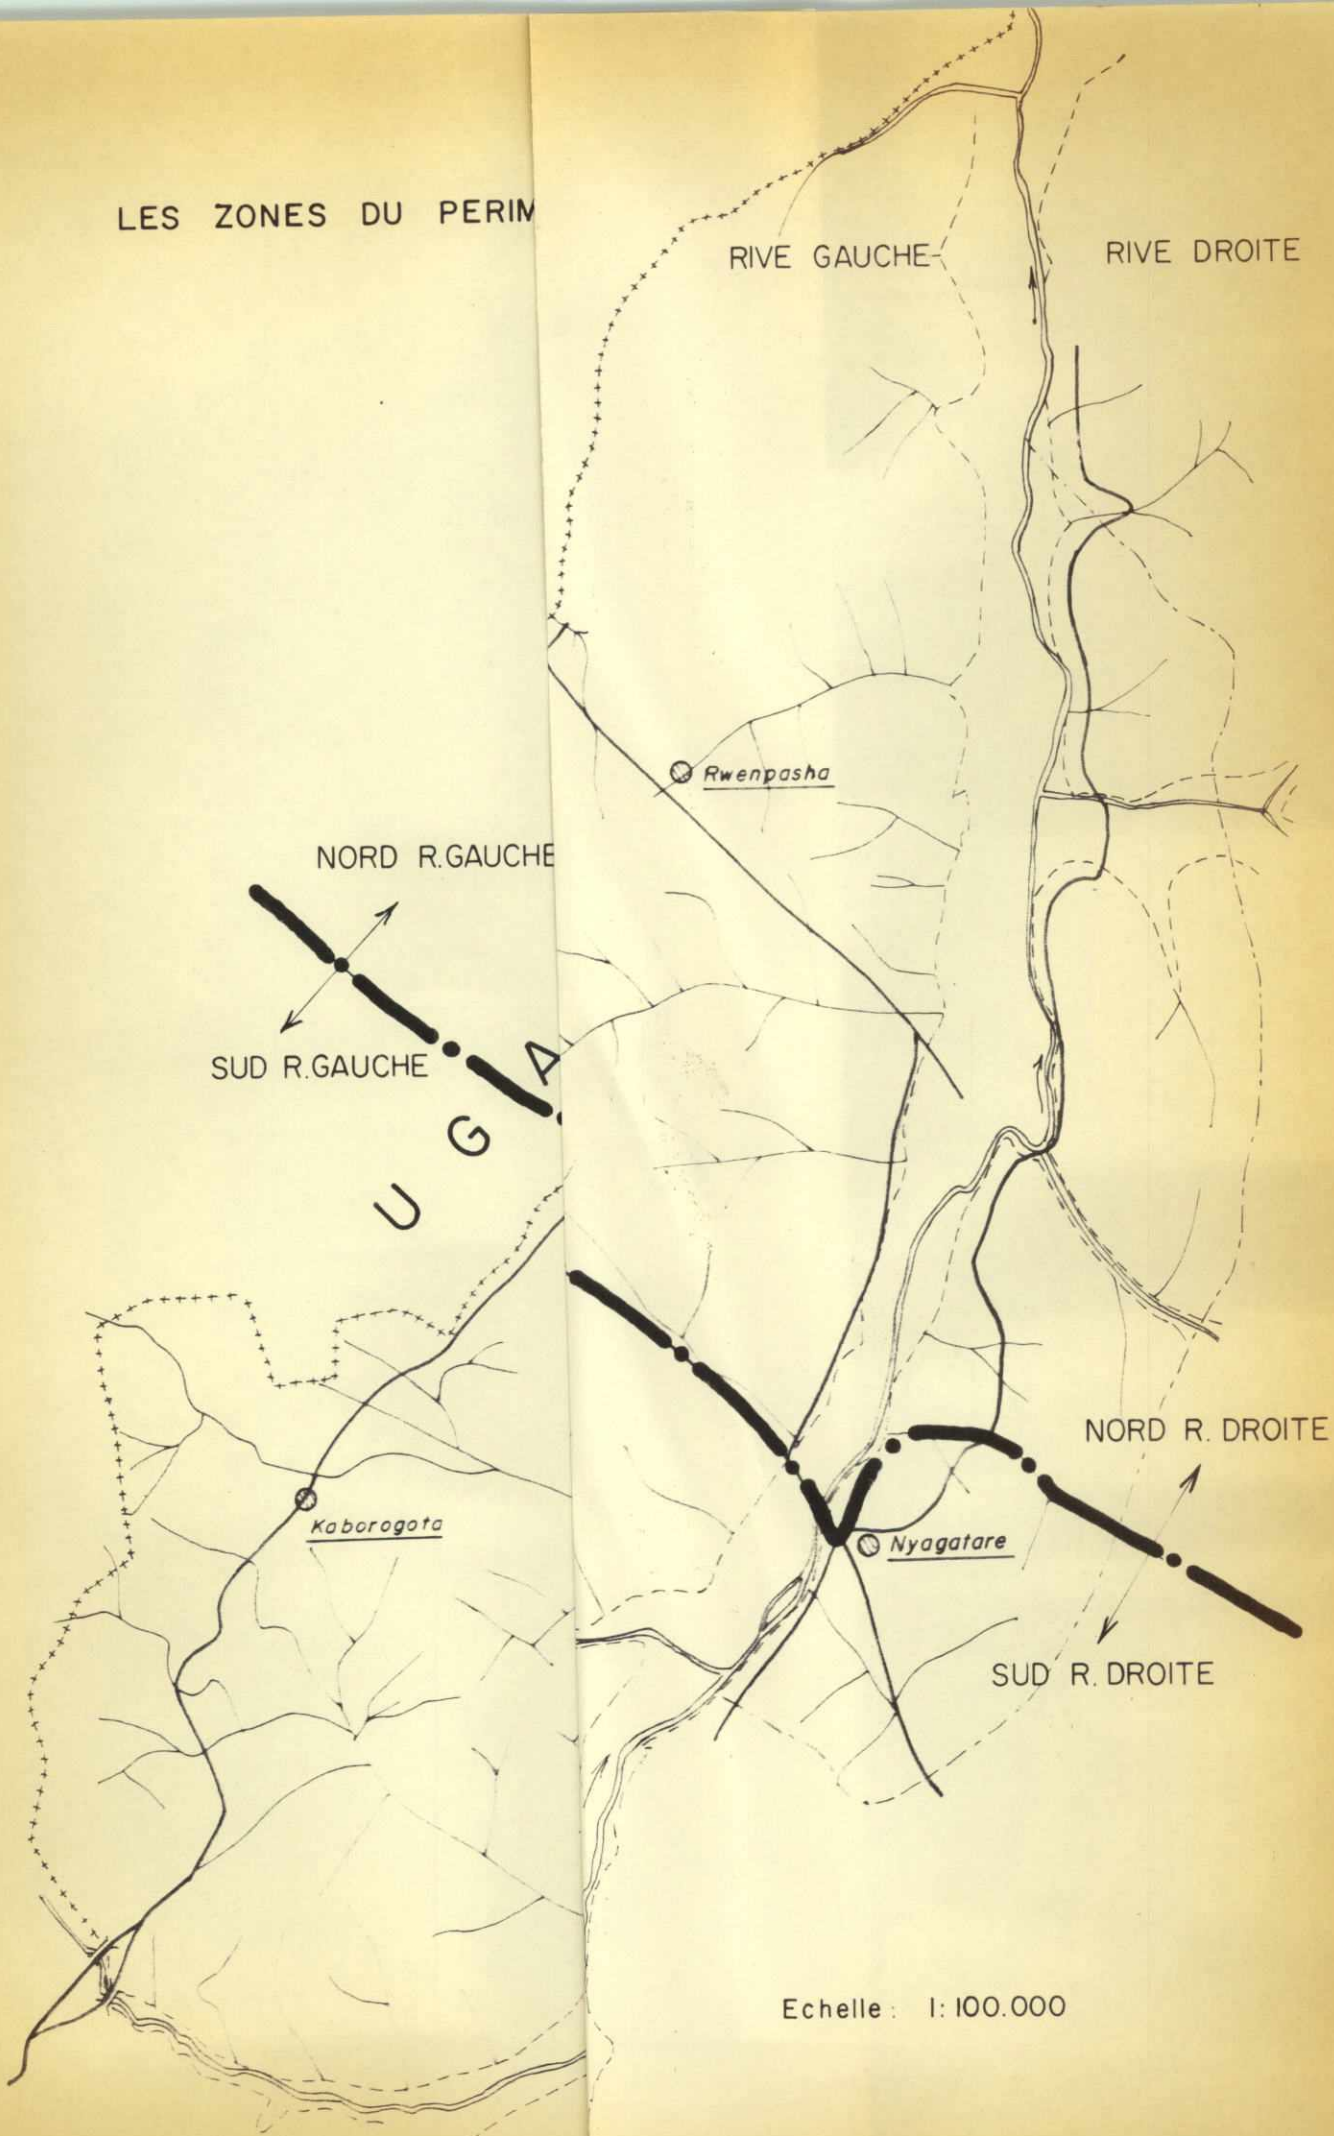 LES ZONES DU PERIM
RIVE GAUCHE
RIVE DROITE
Rwenpasha
NORD R.GAUCHE
SUD R.GAUCHE
U G A
NORD R. DROITE
Kaborogota
Nyagatare
SUD R. DROITE
Echelle: 1:100.000